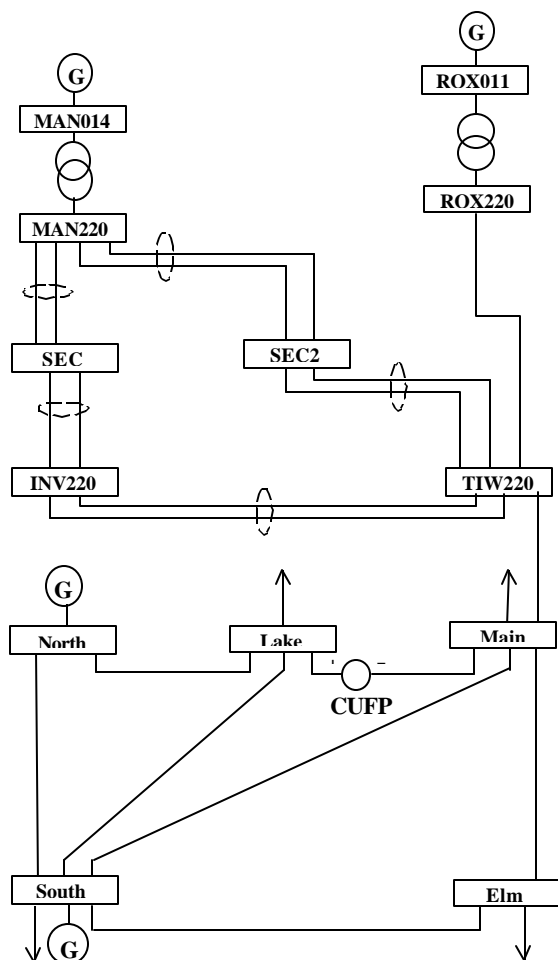 G
G
ROX011
MAN014
ROX220
MAN220
SEC
SEC2
INV220
TIW220
G
North
Lake
Main
+ −
CUFP
South
Elm
G